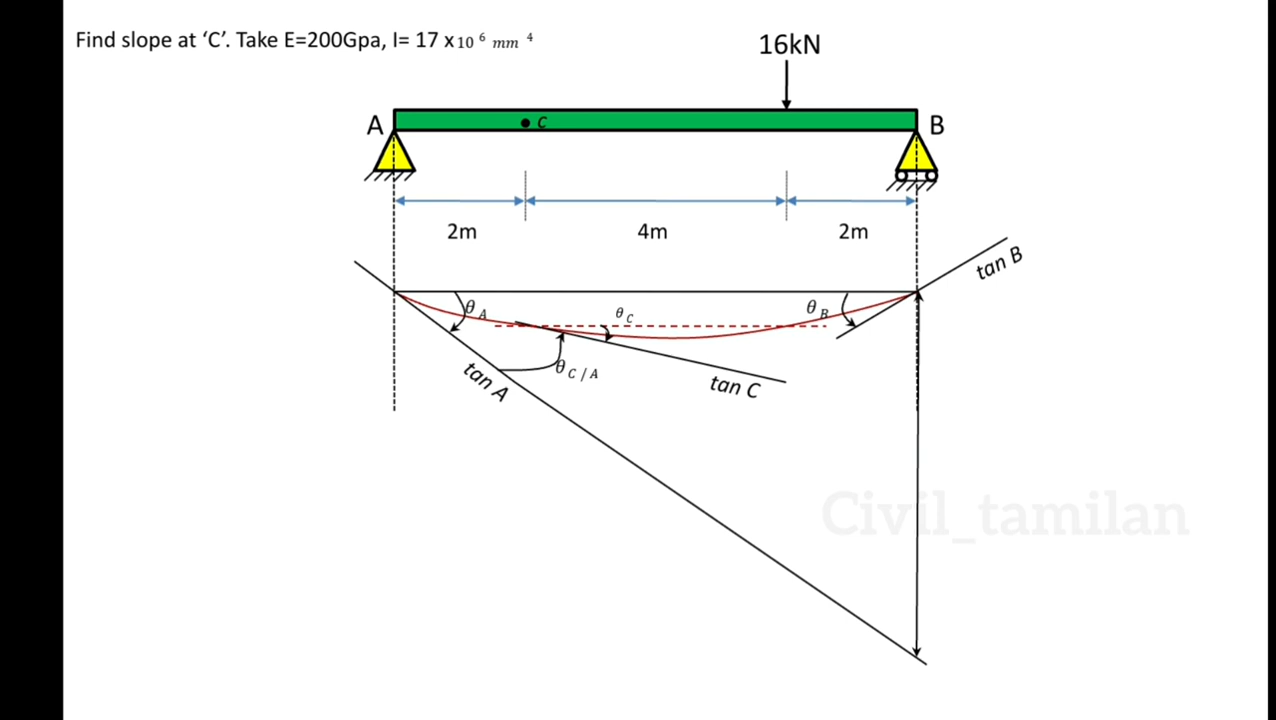 Find slope at ‘C’. Take E=200Gpa, I= 17 x10 ⁶ mm ⁴
16kN
A
C
B
2m
4m
2m
tan B
θ A
θ C
θ B
θ C / A
tan A
tan C
Civil_tamilan